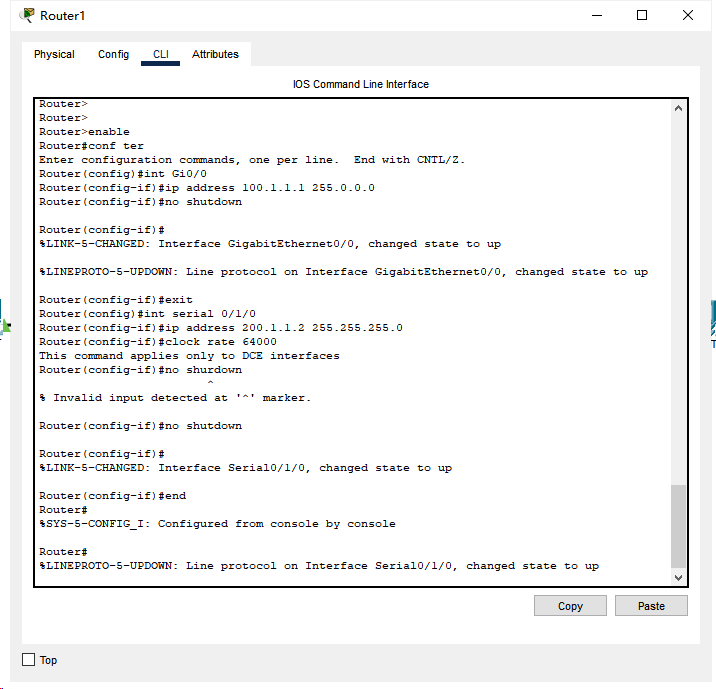 Router1
Physical Config CLI Attributes
IOS Command Line Interface
Router>
Router>
Router>enable
Router#conf ter
Enter configuration commands, one per line.  End with CNTL/Z.
Router(config)#int Gi0/0
Router(config-if)#ip address 100.1.1.1 255.0.0.0
Router(config-if)#no shutdown
Router(config-if)#
%LINK-5-CHANGED: Interface GigabitEthernet0/0, changed state to up
%LINEPROTO-5-UPDOWN: Line protocol on Interface GigabitEthernet0/0, changed state to up
Router(config-if)#exit
Router(config)#int serial 0/1/0
Router(config-if)#ip address 200.1.1.2 255.255.255.0
Router(config-if)#clock rate 64000
This command applies only to DCE interfaces
Router(config-if)#no shurdown
^
% Invalid input detected at '^' marker.
Router(config-if)#no shutdown
Router(config-if)#
%LINK-5-CHANGED: Interface Serial0/1/0, changed state to up
Router(config-if)#end
Router#
%SYS-5-CONFIG_I: Configured from console by console
Router#
%LINEPROTO-5-UPDOWN: Line protocol on Interface Serial0/1/0, changed state to up
Copy Paste
Top